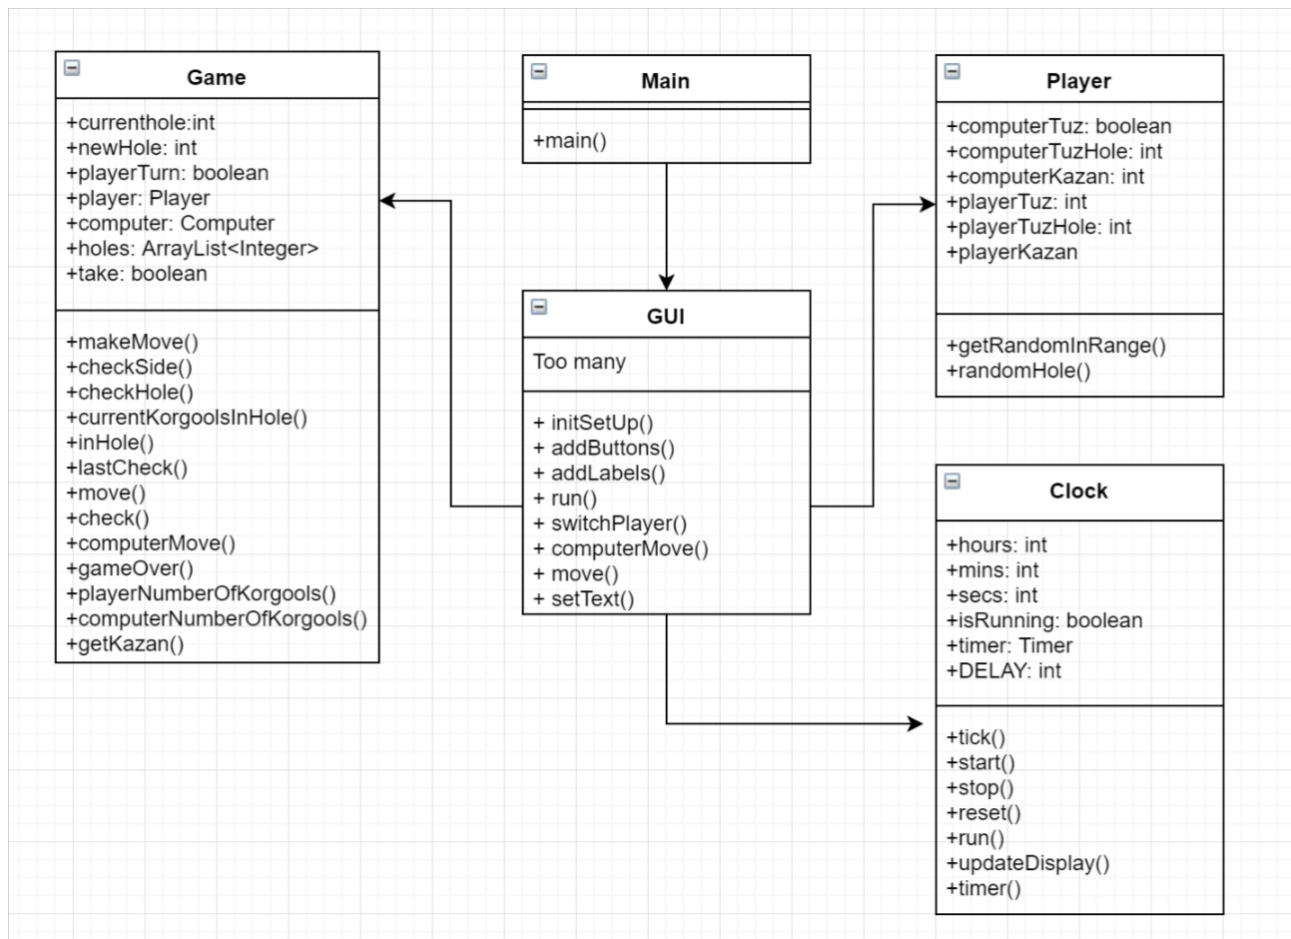 Game
+currenthole:int
+newHole: int
+playerTurn: boolean
+player: Player
+computer: Computer
+holes: ArrayList<Integer>
+take: boolean
+makeMove()
+checkSide()
+checkHole()
+currentKorgoolsInHole()
+inHole()
+lastCheck()
+move()
+check()
+computerMove()
+gameOver()
+playerNumberOfKorgools()
+computerNumberOfKorgools()
+getKazan()
Main
+main()
GUI
Too many
+ initSetUp()
+ addButtons()
+ addLabels()
+ run()
+ switchPlayer()
+ computerMove()
+ move()
+ setText()
Player
+computerTuz: boolean
+computerTuzHole: int
+computerKazan: int
+playerTuz: int
+playerTuzHole: int
+playerKazan
+getRandomInRange()
+randomHole()
Clock
+hours: int
+mins: int
+secs: int
+isRunning: boolean
+timer: Timer
+DELAY: int
+tick()
+start()
+stop()
+reset()
+run()
+updateDisplay()
+timer()